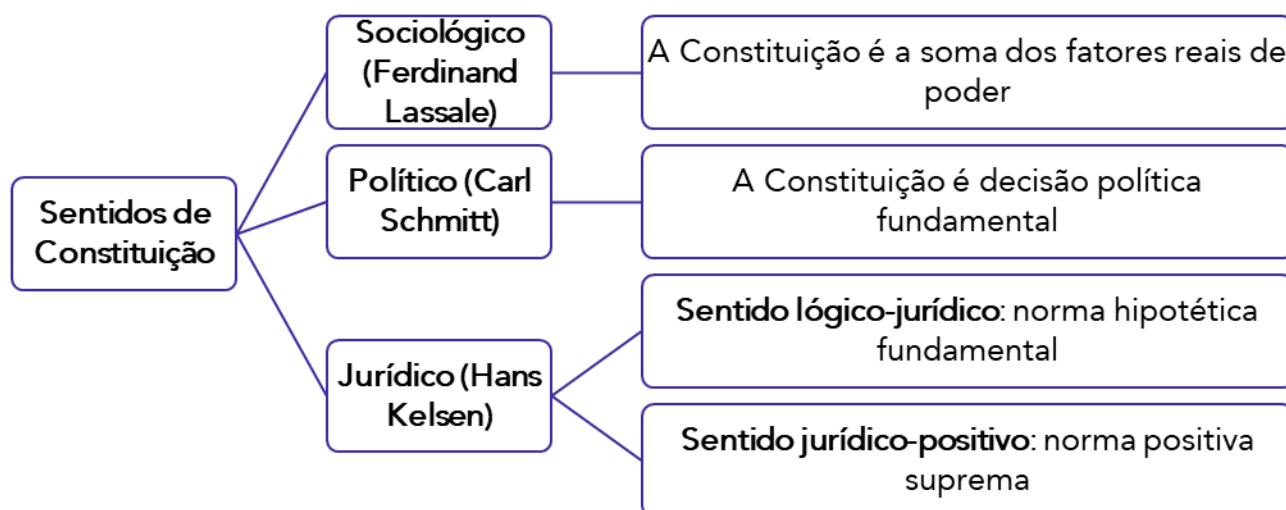 Sentidos de
Constituição
Sociológico
(Ferdinand
Lassale)
A Constituição é a soma dos fatores reais de
poder
Político (Carl
Schmitt)
A Constituição é decisão política
fundamental
Jurídico (Hans
Kelsen)
Sentido lógico-jurídico: norma hipotética
fundamental
Sentido jurídico-positivo: norma positiva
suprema